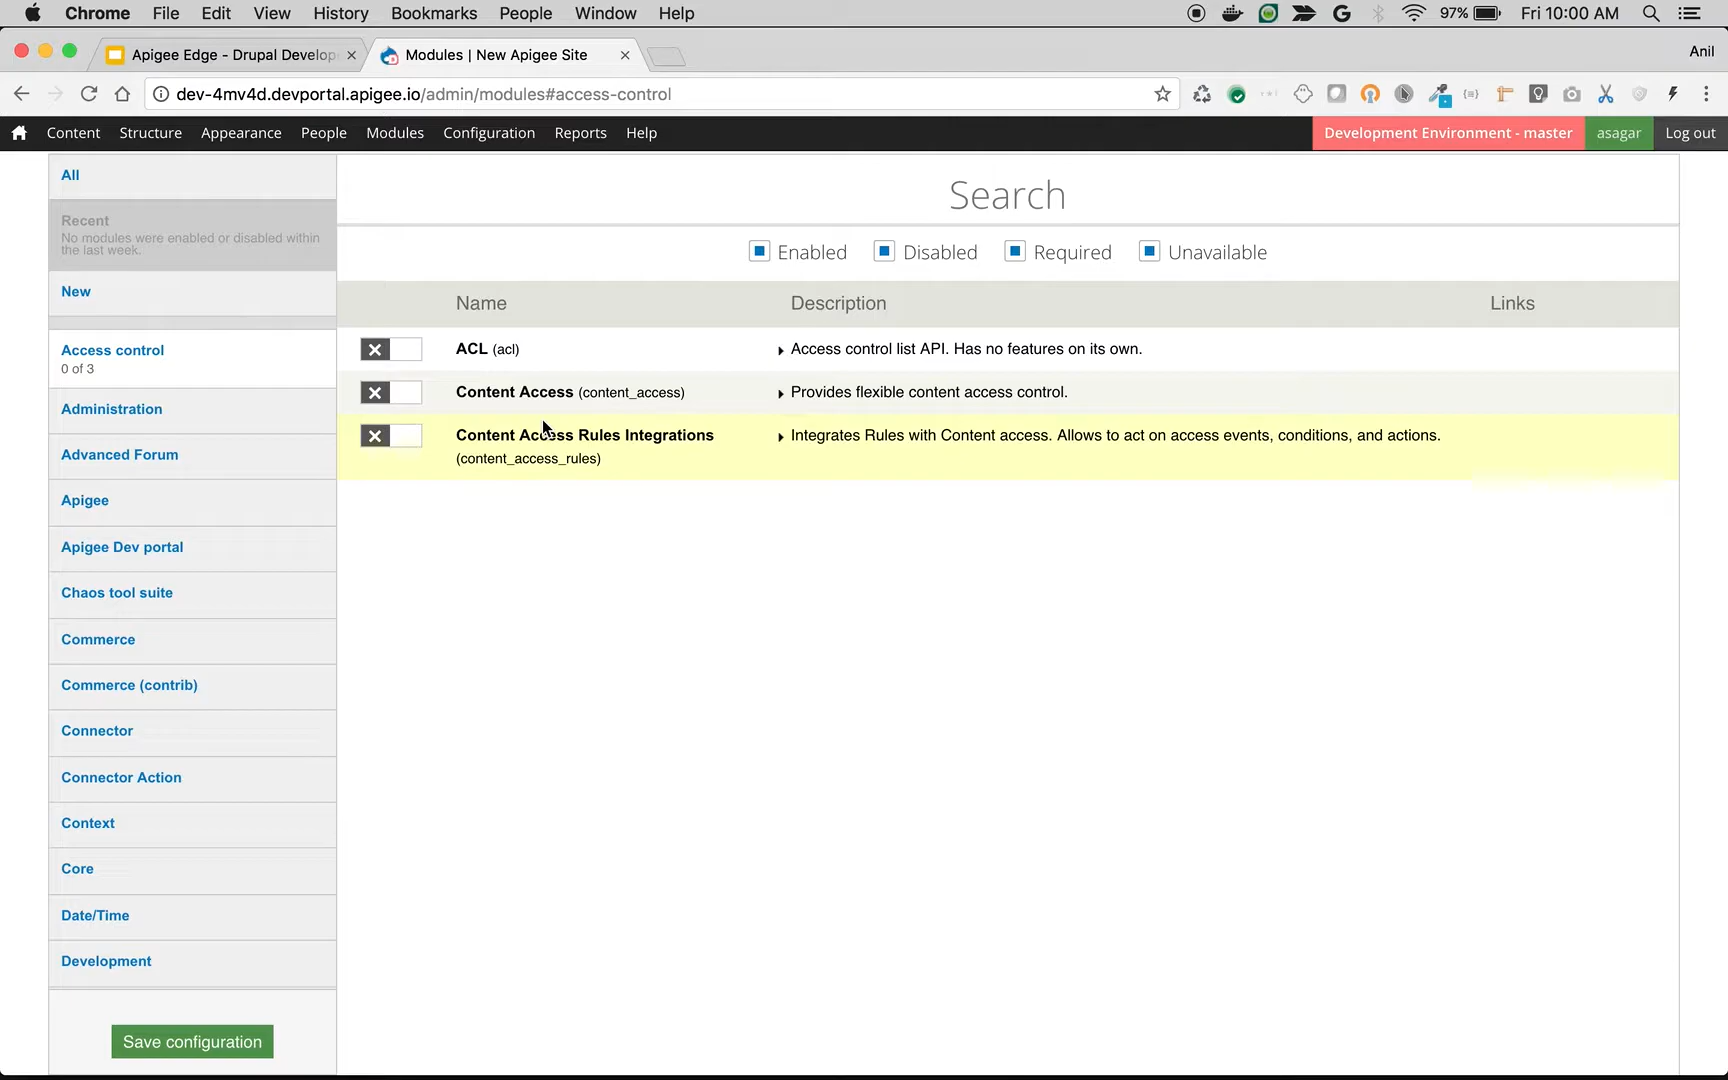 Chrome File Edit View History Bookmarks People Window Help 97% Fri 10:00 AM
Apigee Edge - Drupal Develop Modules | New Apigee Site Anil
dev-4mv4d.devportal.apigee.io/admin/modules#access-control
Content Structure Appearance People Modules Configuration Reports Help Development Environment - master asagar Log out
All
Recent
No modules were enabled or disabled within
the last week.
New
Access control
0 of 3
Administration
Advanced Forum
Apigee
Apigee Dev portal
Chaos tool suite
Commerce
Commerce (contrib)
Connector
Connector Action
Context
Core
Date/Time
Development
Save configuration
Search
Enabled Disabled Required Unavailable
Name Description Links
ACL (acl) Access control list API. Has no features on its own.
Content Access (content_access) Provides flexible content access control.
Content Access Rules Integrations Integrates Rules with Content access. Allows to act on access events, conditions, and actions.
(content_access_rules)